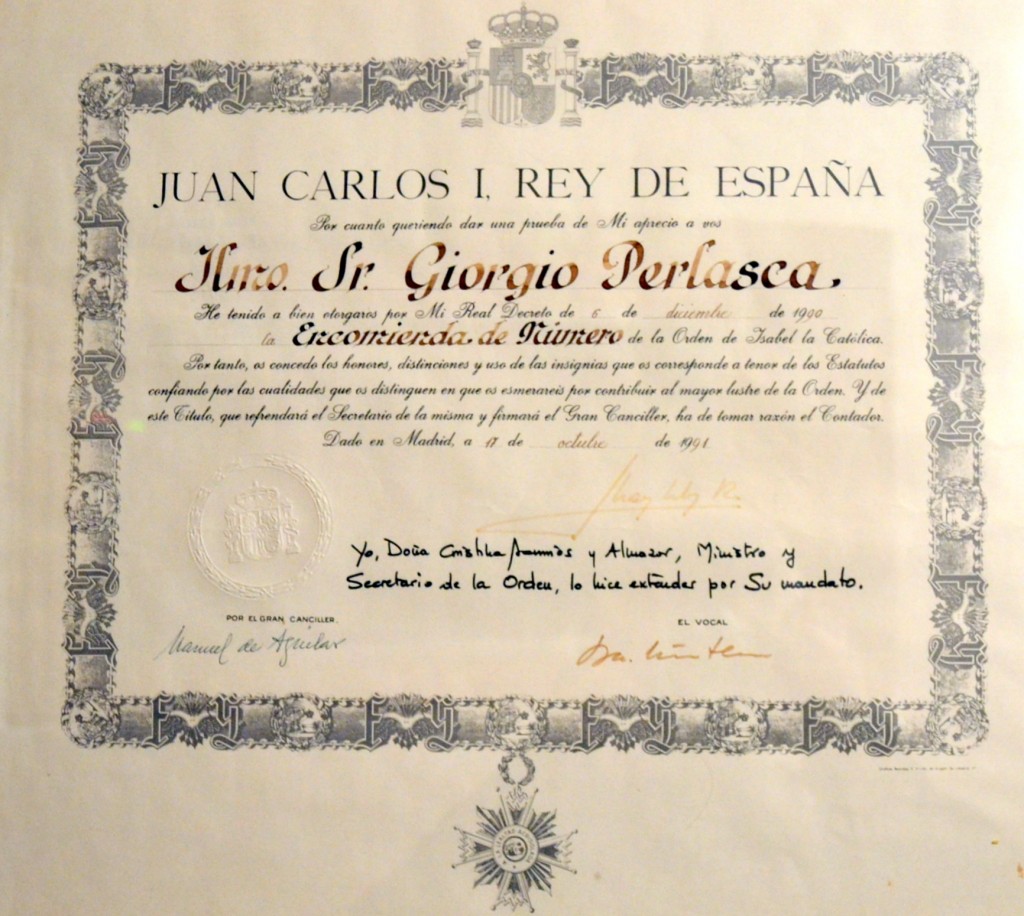 JUAN CARLOS I, REY DE ESPAÑA
Por cuanto queriendo dar una prueba de Mi aprecio a vos
Ilmo. Sr. Giorgio Perlasca.
He tenido a bien otorgaros por Mi Real Decreto de 6 de diciembre de 1990
la Encomienda de Número de la Orden de Isabel la Católica.
Por tanto, os concedo los honores, distinciones y uso de las insignias que os corresponde a tenor de los Estatutos
confiando por las cualidades que os distinguen en que os esmerareis por contribuir al mayor lustre de la Orden. Y de
este Título, que refrendará el Secretario de la misma y firmará el Gran Canciller, ha de tomar razón el Contador.
Dado en Madrid, a 17 de octubre de 1991
Yo, Doña y Almazor, Ministro y
Secretario de la Orden, lo hice extender por Su mandato.
POR EL GRAN CANCILLER.
EL VOCAL
Manuel de Aguilar